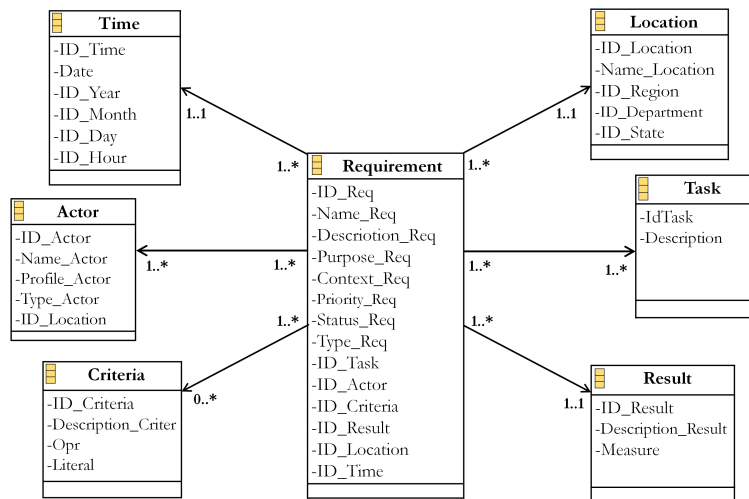 Time
-ID_Time
-Date
-ID_Year
-ID_Month
-ID_Day
-ID_Hour
1..1
1..*
Location
-ID_Location
-Name_Location
-ID_Region
-ID_Department
-ID_State
1..1
1..*
Requirement
-ID_Req
-Name_Req
-Descriotion_Req
-Purpose_Req
-Context_Req
-Priority_Req
-Status_Req
-Type_Req
-ID_Task
-ID_Actor
-ID_Criteria
-ID_Result
-ID_Location
-ID_Time
Actor
-ID_Actor
-Name_Actor
-Profile_Actor
-Type_Actor
-ID_Location
1..*
1..*
Task
-IdTask
-Description
1..*
1..*
Criteria
-ID_Criteria
-Description_Criter
-Opr
-Literal
1..*
0..*
Result
-ID_Result
-Description_Result
-Measure
1..*
1..1